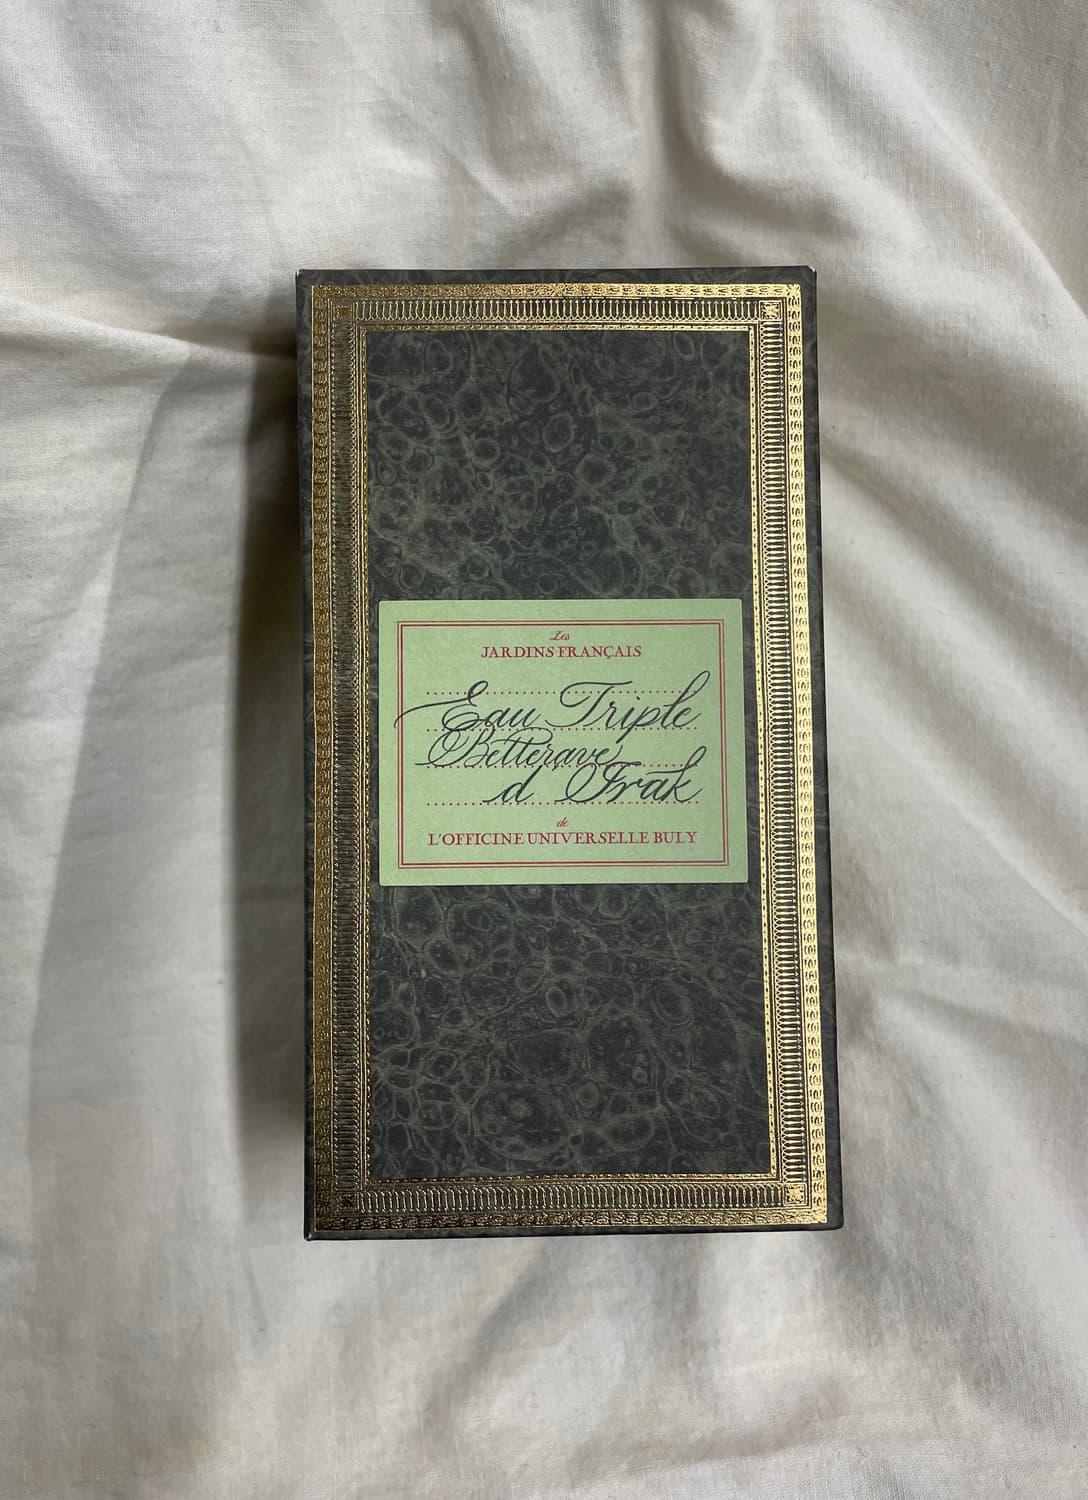 Les
JARDINS FRANÇAIS
Eau Triple
Betterave
d'Irak
de
L'OFFICINE UNIVERSELLE BULY